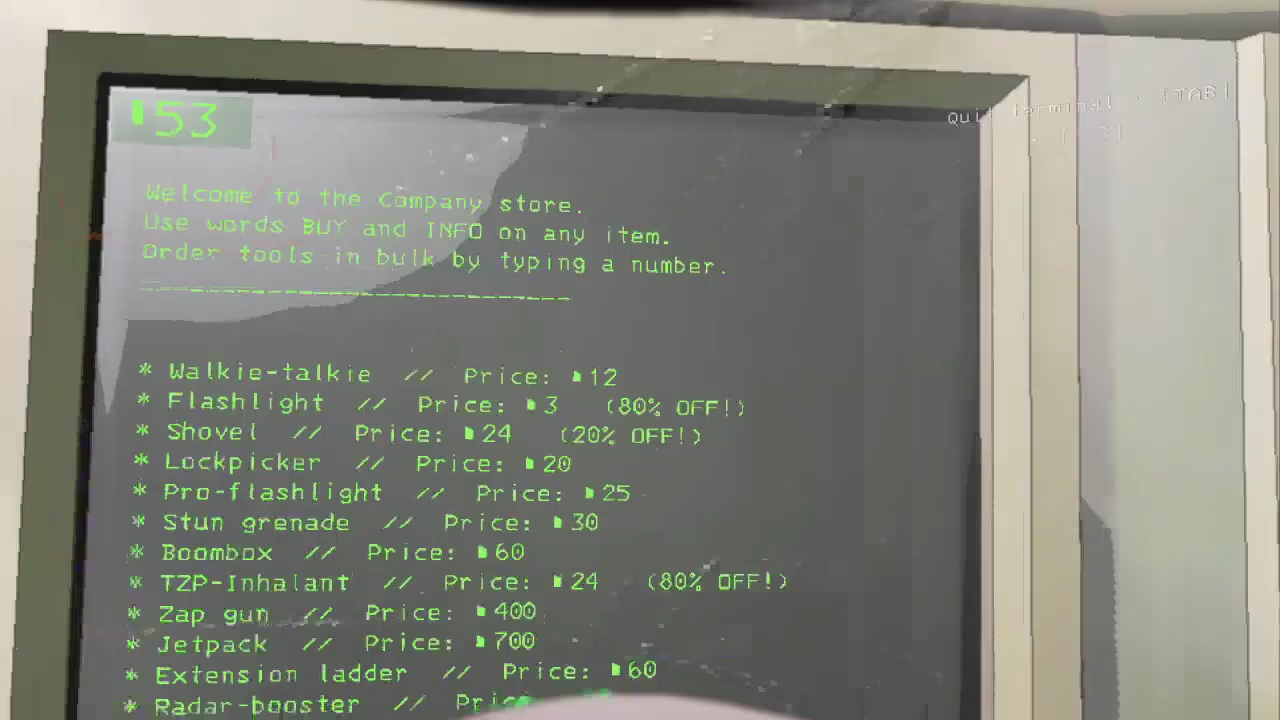 ▮53
Quit terminal : [TAB]
Welcome to the Company store.
Use words BUY and INFO on any item.
Order tools in bulk by typing a number.
------------------------------
* Walkie-talkie // Price: ▮12
* Flashlight // Price: ▮3 (80% OFF!)
* Shovel // Price: ▮24 (20% OFF!)
* Lockpicker // Price: ▮20
* Pro-flashlight // Price: ▮25
* Stun grenade // Price: ▮30
* Boombox // Price: ▮60
* TZP-Inhalant // Price: ▮24 (80% OFF!)
* Zap gun // Price: ▮400
* Jetpack // Price: ▮700
* Extension ladder // Price: ▮60
* Radar-booster //